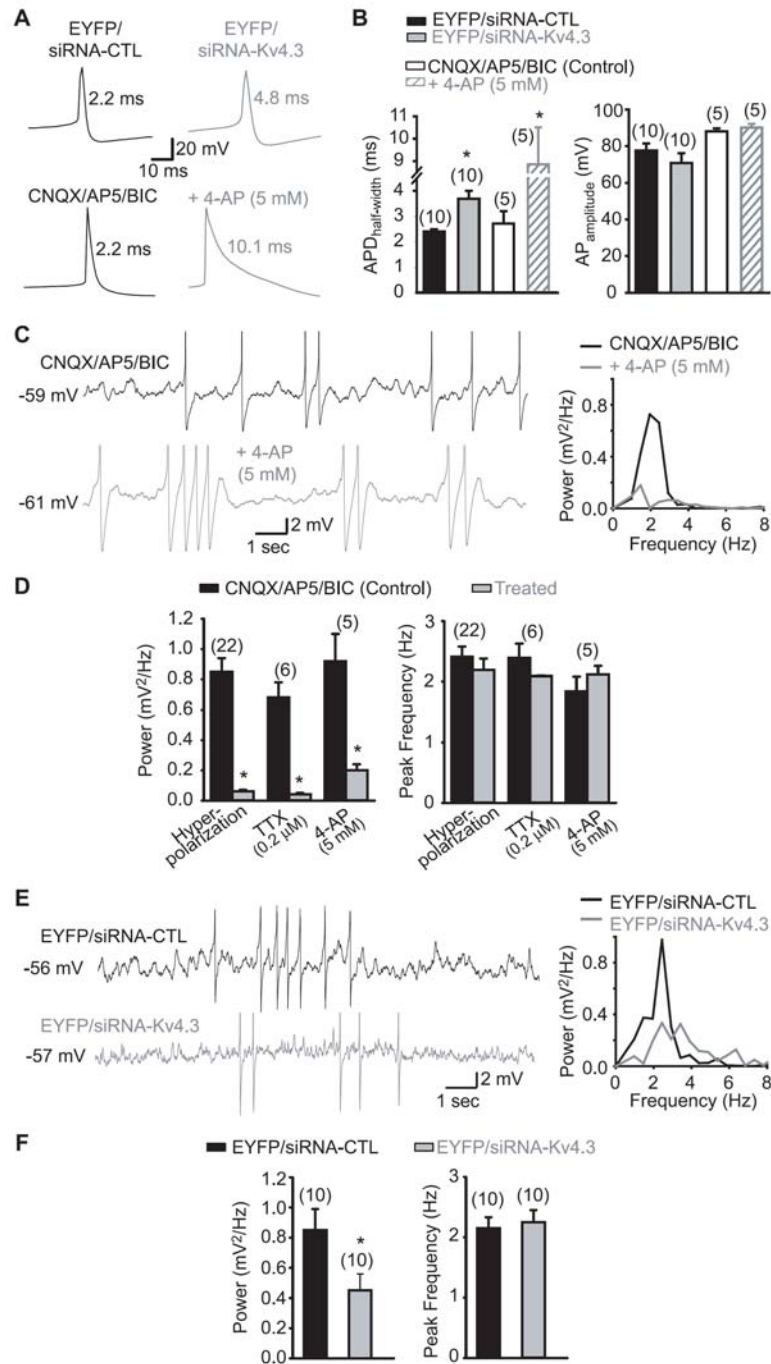 A
EYFP/
siRNA-CTL
EYFP/
siRNA-Kv4.3
2.2 ms
4.8 ms
20 mV
10 ms
CNQX/AP5/BIC
+ 4-AP (5 mM)
2.2 ms
10.1 ms
B
EYFP/siRNA-CTL
EYFP/siRNA-Kv4.3
CNQX/AP5/BIC (Control)
+ 4-AP (5 mM)
APD half-width (ms)
11
9
4
3
2
1
0
(10)
*
(10)
(5)
*
(5)
AP amplitude (mV)
100
80
60
40
20
0
(10)
(10)
(5)
(5)
C
CNQX/AP5/BIC
-59 mV
+ 4-AP
(5 mM)
-61 mV
2 mV
1 sec
CNQX/AP5/BIC
+ 4-AP (5 mM)
Power (mV²/Hz)
0.8
0.4
0
0 2 4 6 8
Frequency (Hz)
D
CNQX/AP5/BIC (Control)
Treated
Power (mV²/Hz)
1.2
1.0
0.8
0.6
0.4
0.2
0.0
(22)
*
(6)
*
(5)
*
Hyper-
polarization
TTX
(0.2 µM)
4-AP
(5 mM)
Peak Frequency (Hz)
3
2
1
0
(22)
(6)
(5)
Hyper-
polarization
TTX
(0.2 µM)
4-AP
(5 mM)
E
EYFP/siRNA-CTL
-56 mV
EYFP/siRNA-Kv4.3
-57 mV
2 mV
1 sec
EYFP/siRNA-CTL
EYFP/siRNA-Kv4.3
Power (mV²/Hz)
0.8
0.4
0
0 2 4 6 8
Frequency (Hz)
F
EYFP/siRNA-CTL
EYFP/siRNA-Kv4.3
Power (mV²/Hz)
1.2
1.0
0.8
0.6
0.4
0.2
0.0
(10)
*
(10)
Peak Frequency (Hz)
3
2
1
0
(10)
(10)